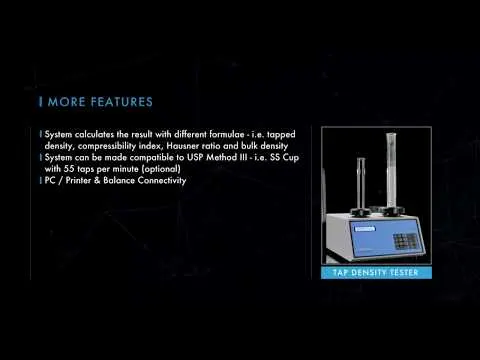 MORE FEATURES
System calculates the result with different formulae - i.e. tapped
density, compressibility index, Hausner ratio and bulk density
System can be made compatible to USP Method III - i.e. SS Cup
with 55 taps per minute (optional)
PC / Printer & Balance Connectivity
TAP DENSITY TESTER